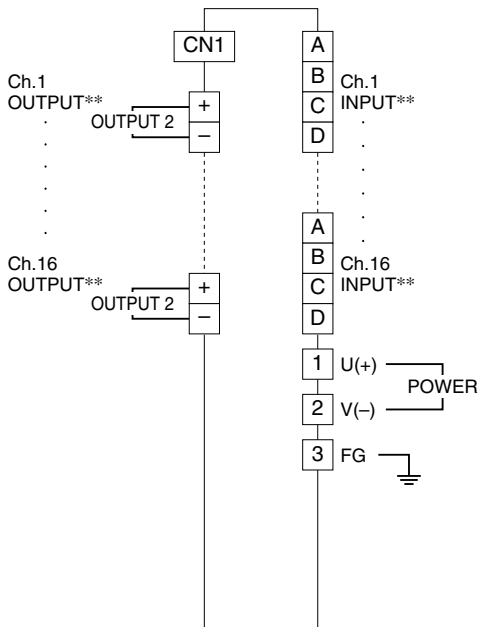 CN1
A
B
C
D
Ch.1
INPUT**
Ch.1
OUTPUT**
OUTPUT 2
+
–
A
B
C
D
Ch.16
INPUT**
Ch.16
OUTPUT**
OUTPUT 2
+
–
1 U(+)
POWER
2 V(–)
3 FG